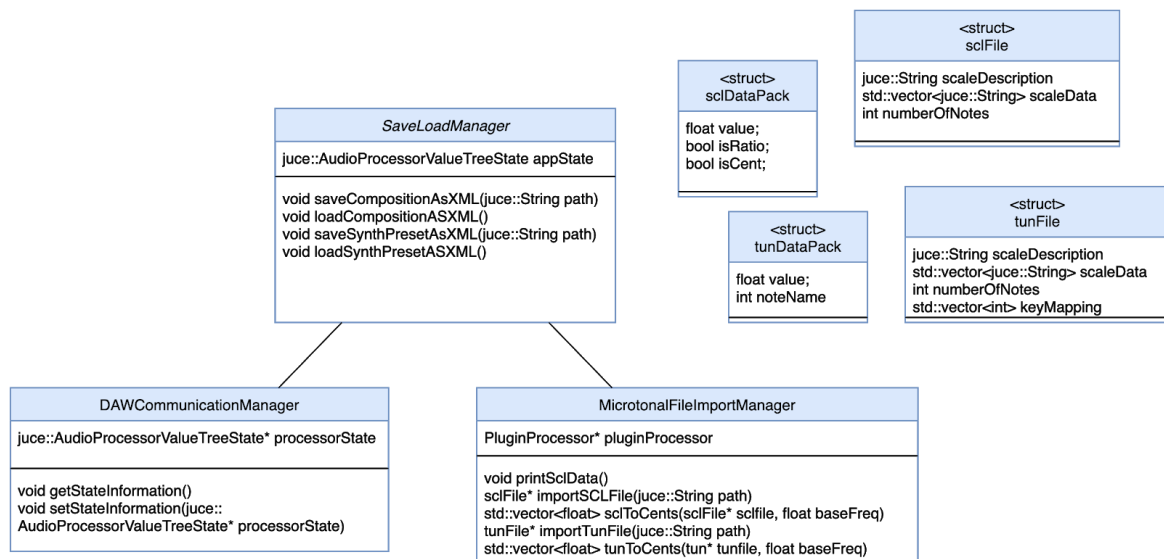 SaveLoadManager
juce::AudioProcessorValueTreeState appState
void saveCompositionAsXML(juce::String path)
void loadCompositionASXML()
void saveSynthPresetAsXML(juce::String path)
void loadSynthPresetASXML()
<struct>
sclDataPack
float value;
bool isRatio;
bool isCent;
<struct>
sclFile
juce::String scaleDescription
std::vector<juce::String> scaleData
int numberOfNotes
<struct>
tunDataPack
float value;
int noteName
<struct>
tunFile
juce::String scaleDescription
std::vector<juce::String> scaleData
int numberOfNotes
std::vector<int> keyMapping
DAWCommunicationManager
juce::AudioProcessorValueTreeState* processorState
void getStateInformation()
void setStateInformation(juce::
AudioProcessorValueTreeState* processorState)
MicrotonalFileImportManager
PluginProcessor* pluginProcessor
void printSclData()
sclFile* importSCLFile(juce::String path)
std::vector<float> sclToCents(sclFile* sclfile, float baseFreq)
tunFile* importTunFile(juce::String path)
std::vector<float> tunToCents(tun* tunfile, float baseFreq)